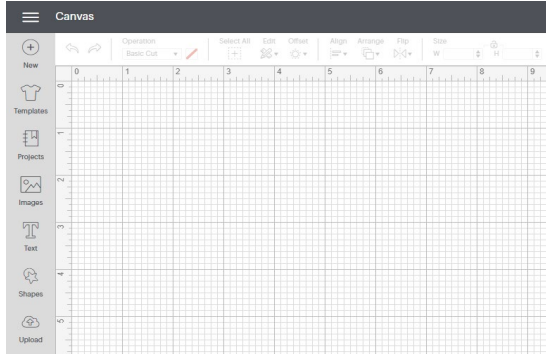 Canvas
Operation Select All Edit Offset Align Arrange Flip Size
Basic Cut W H
New
0 1 2 3 4 5 6 7 8 9
0
Templates
1
Projects
2
Images
3
Text
4
Shapes
5
Upload